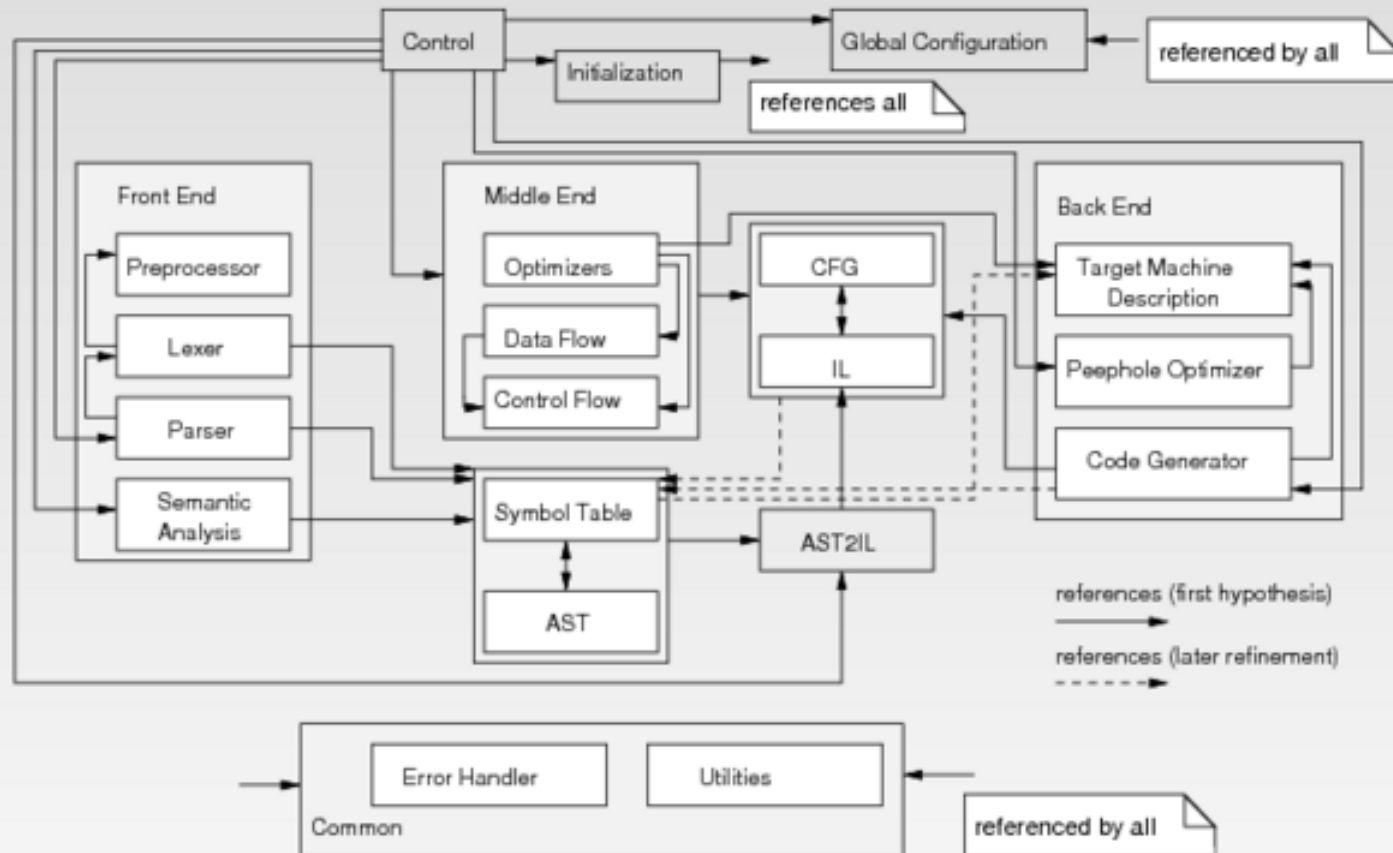 Control
Global Configuration
referenced by all
Initialization
references all
Front End
Preprocessor
Lexer
Parser
Semantic
Analysis
Middle End
Optimizers
Data Flow
Control Flow
CFG
IL
Back End
Target Machine
Description
Peephole Optimizer
Code Generator
Symbol Table
AST
AST2IL
references (first hypothesis)
references (later refinement)
Error Handler
Utilities
Common
referenced by all